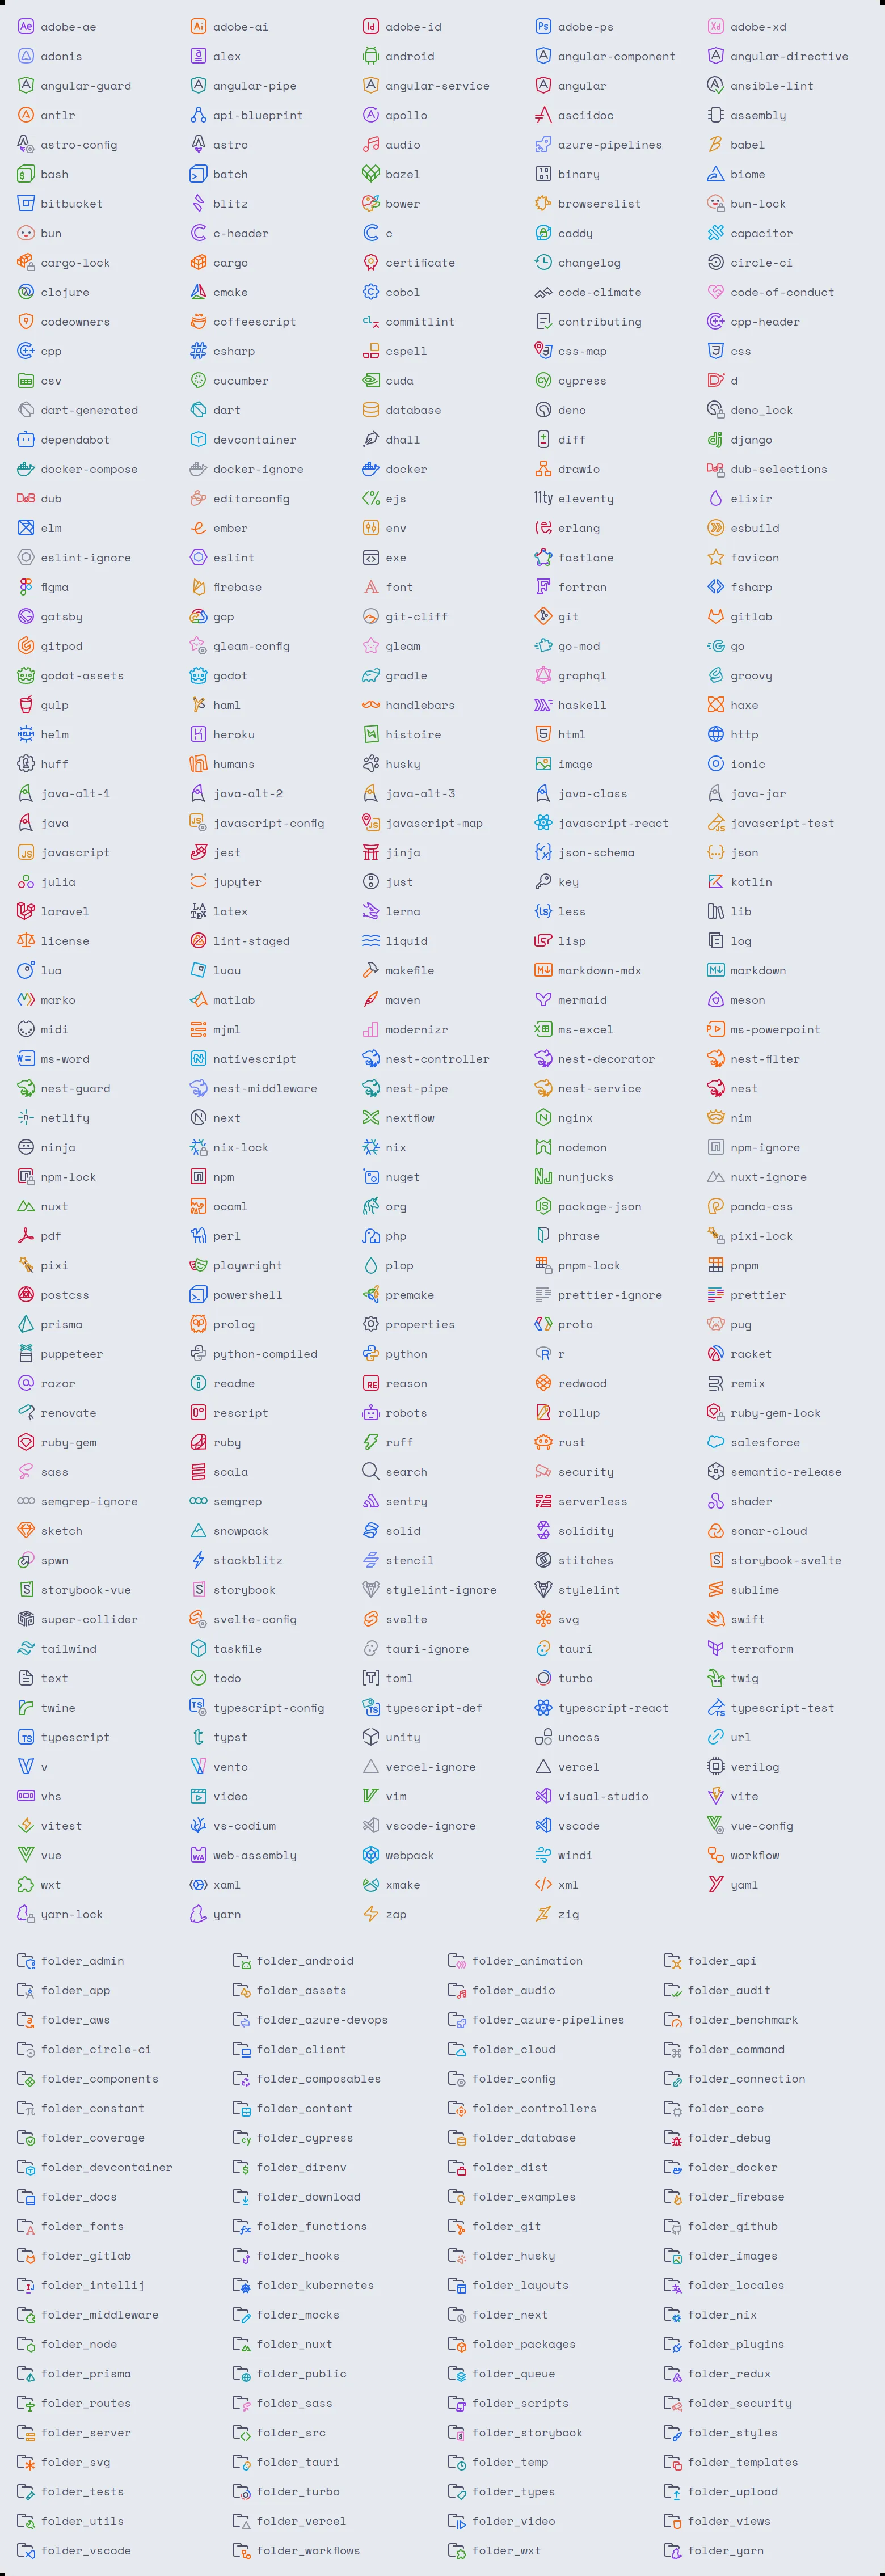 adobe-ae adobe-ai adobe-id adobe-ps adobe-xd
adonis alex android angular-component angular-directive
angular-guard angular-pipe angular-service angular ansible-lint
antlr api-blueprint apollo asciidoc assembly
astro-config astro audio azure-pipelines babel
bash batch bazel binary biome
bitbucket blitz bower browserslist bun-lock
bun c-header c caddy capacitor
cargo-lock cargo certificate changelog circle-ci
clojure cmake cobol code-climate code-of-conduct
codeowners coffeescript commitlint contributing cpp-header
cpp csharp cspell css-map css
csv cucumber cuda cypress d
dart-generated dart database deno deno_lock
dependabot devcontainer dhall diff django
docker-compose docker-ignore docker drawio dub-selections
dub editorconfig ejs eleventy elixir
elm ember env erlang esbuild
eslint-ignore eslint exe fastlane favicon
figma firebase font fortran fsharp
gatsby gcp git-cliff git gitlab
gitpod gleam-config gleam go-mod go
godot-assets godot gradle graphql groovy
gulp haml handlebars haskell haxe
helm heroku histoire html http
huff humans husky image ionic
java-alt-1 java-alt-2 java-alt-3 java-class java-jar
java javascript-config javascript-map javascript-react javascript-test
javascript jest jinja json-schema json
julia jupyter just key kotlin
laravel latex lerna less lib
license lint-staged liquid lisp log
lua luau makefile markdown-mdx markdown
marko matlab maven mermaid meson
midi mjml modernizr ms-excel ms-powerpoint
ms-word nativescript nest-controller nest-decorator nest-filter
nest-guard nest-middleware nest-pipe nest-service nest
netlify next nextflow nginx nim
ninja nix-lock nix nodemon npm-ignore
npm-lock npm nuget nunjucks nuxt-ignore
nuxt ocaml org package-json panda-css
pdf perl php phrase pixi-lock
pixi playwright plop pnpm-lock pnpm
postcss powershell premake prettier-ignore prettier
prisma prolog properties proto pug
puppeteer python-compiled python r racket
razor readme reason redwood remix
renovate rescript robots rollup ruby-gem-lock
ruby-gem ruby ruff rust salesforce
sass scala search security semantic-release
semgrep-ignore semgrep sentry serverless shader
sketch snowpack solid solidity sonar-cloud
spwn stackblitz stencil stitches storybook-svelte
storybook-vue storybook stylelint-ignore stylelint sublime
super-collider svelte-config svelte svg swift
tailwind taskfile tauri-ignore tauri terraform
text todo toml turbo twig
twine typescript-config typescript-def typescript-react typescript-test
typescript typst unity unocss url
v vento vercel-ignore vercel verilog
vhs video vim visual-studio vite
vitest vs-codium vscode-ignore vscode vue-config
vue web-assembly webpack windi workflow
wxt xaml xmake xml yaml
yarn-lock yarn zap zig
folder_admin folder_android folder_animation folder_api
folder_app folder_assets folder_audio folder_audit
folder_aws folder_azure-devops folder_azure-pipelines folder_benchmark
folder_circle-ci folder_client folder_cloud folder_command
folder_components folder_composables folder_config folder_connection
folder_constant folder_content folder_controllers folder_core
folder_coverage folder_cypress folder_database folder_debug
folder_devcontainer folder_direnv folder_dist folder_docker
folder_docs folder_download folder_examples folder_firebase
folder_fonts folder_functions folder_git folder_github
folder_gitlab folder_hooks folder_husky folder_images
folder_intellij folder_kubernetes folder_layouts folder_locales
folder_middleware folder_mocks folder_next folder_nix
folder_node folder_nuxt folder_packages folder_plugins
folder_prisma folder_public folder_queue folder_redux
folder_routes folder_sass folder_scripts folder_security
folder_server folder_src folder_storybook folder_styles
folder_svg folder_tauri folder_temp folder_templates
folder_tests folder_turbo folder_types folder_upload
folder_utils folder_vercel folder_video folder_views
folder_vscode folder_workflows folder_wxt folder_yarn